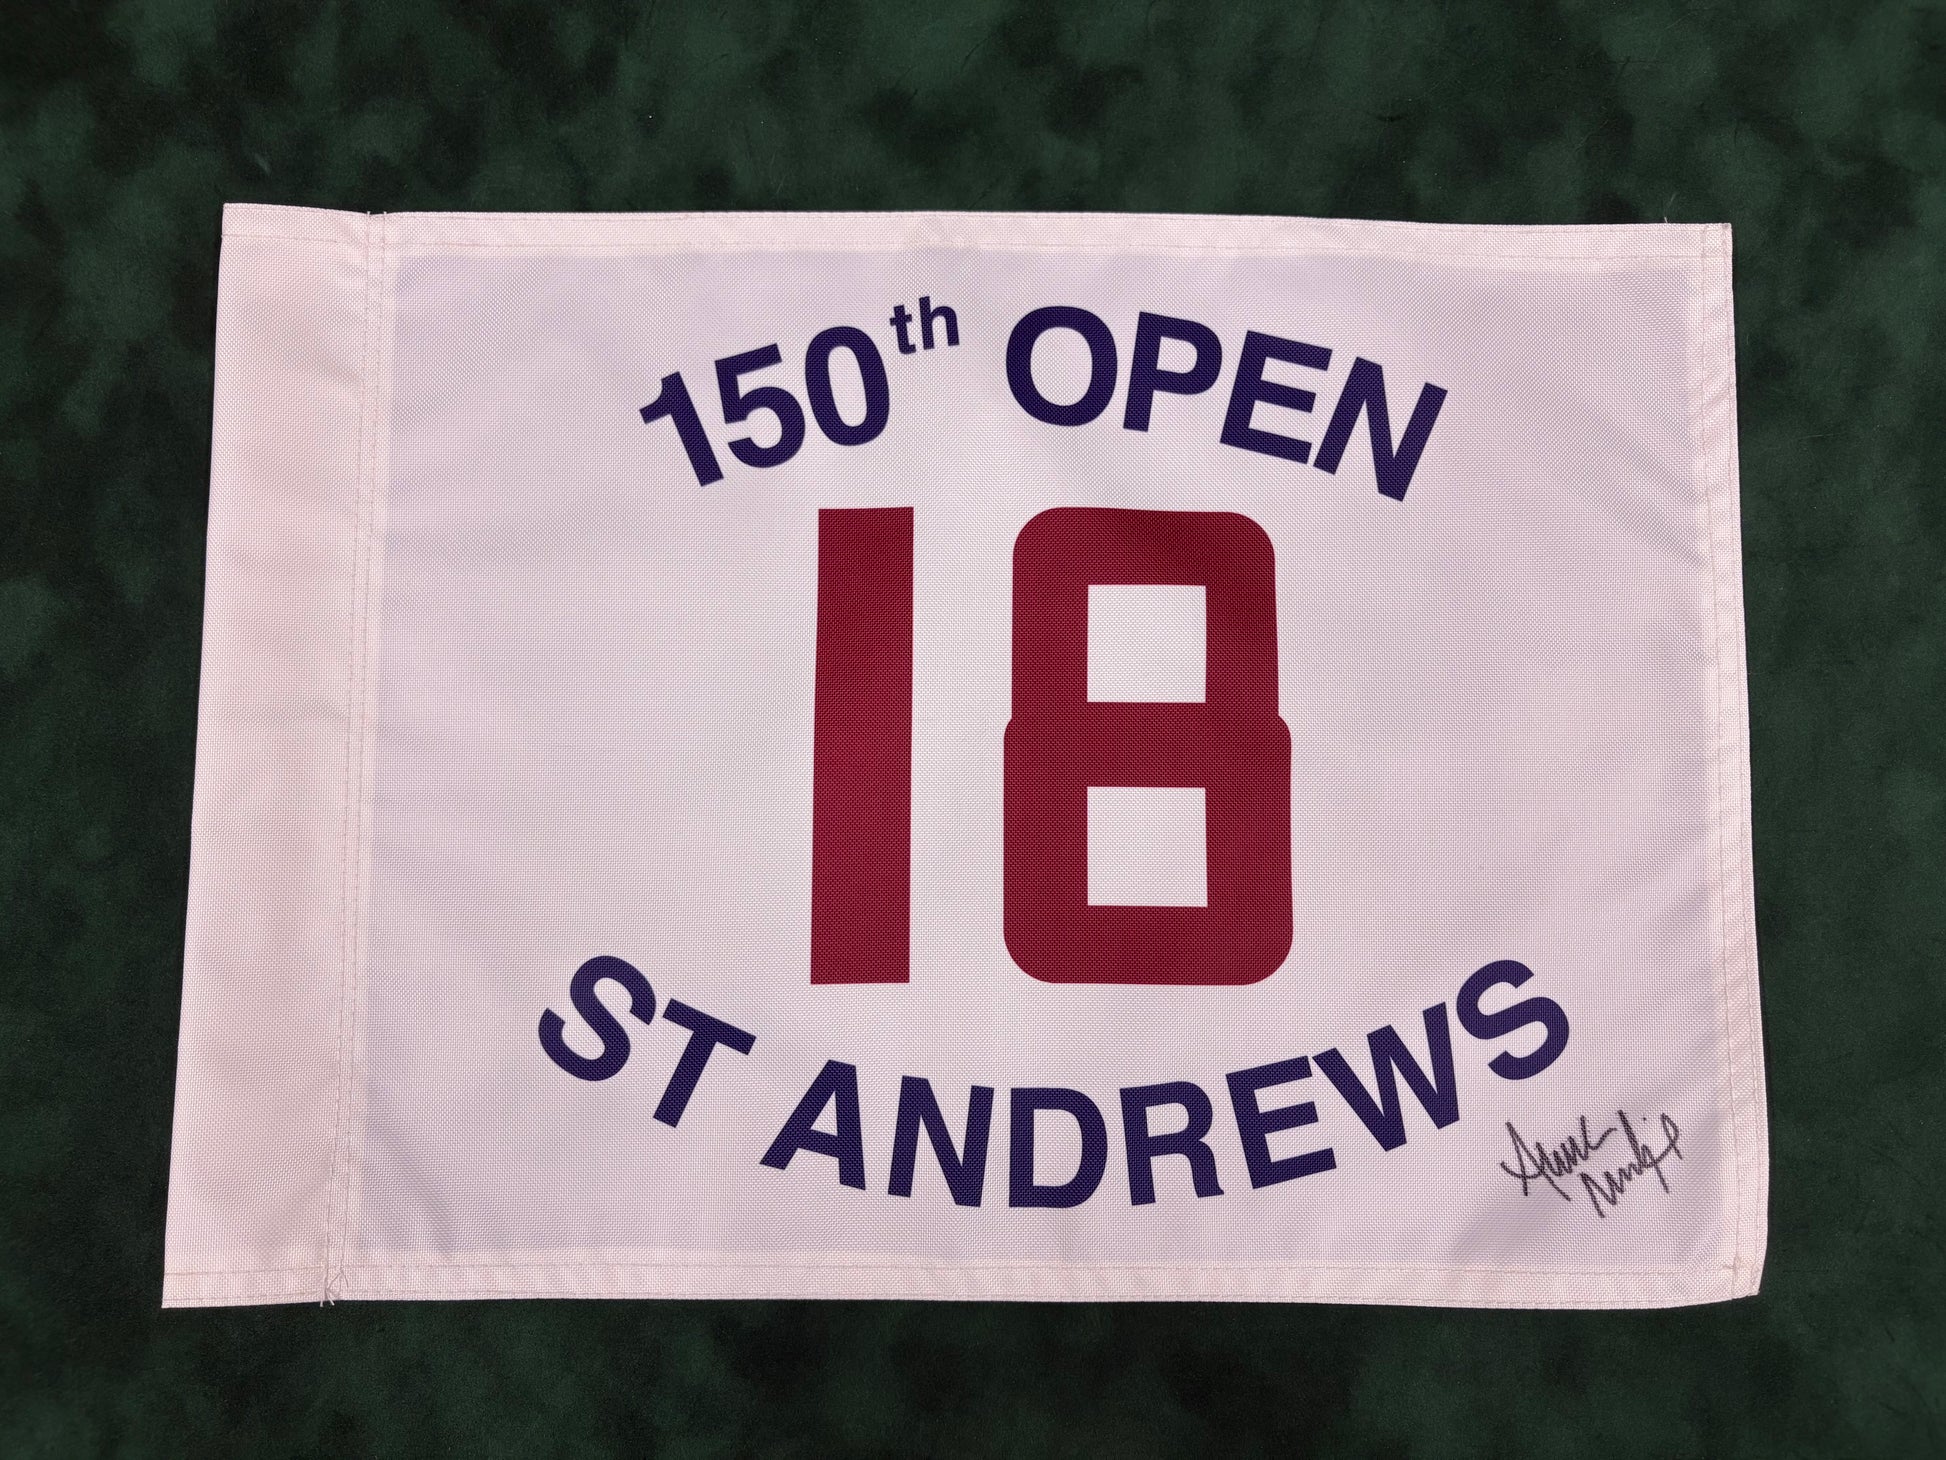 150th OPEN
18
ST ANDREWS